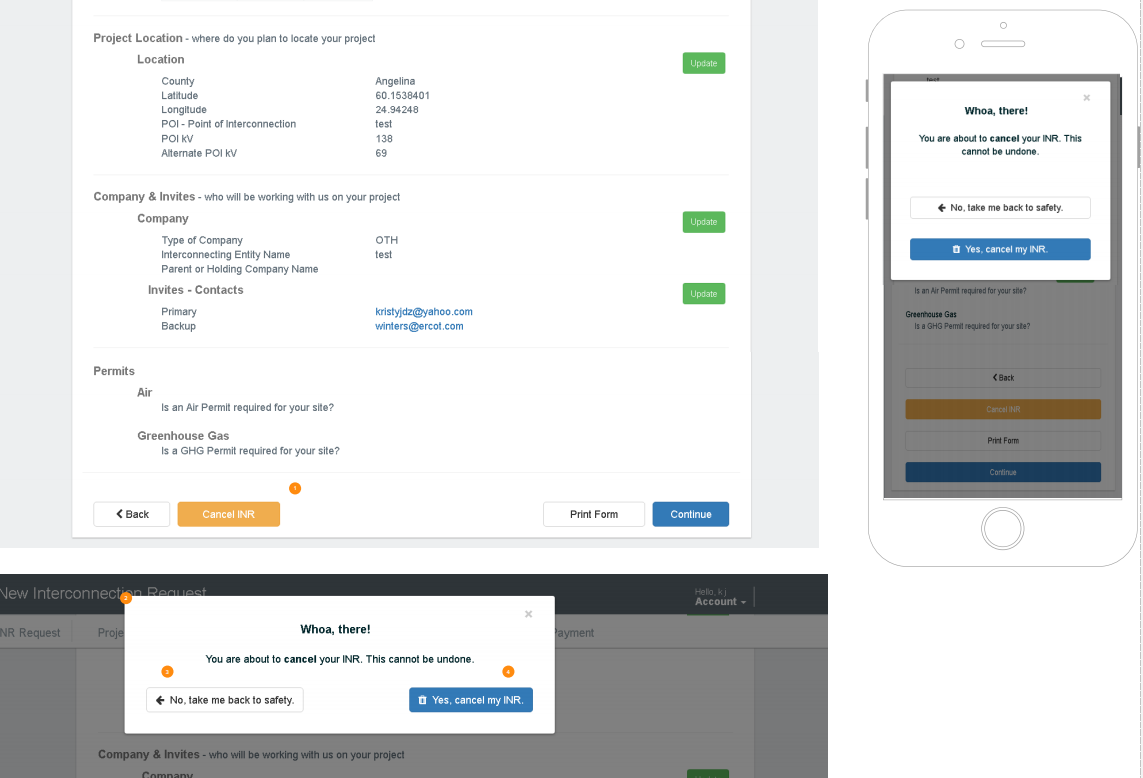 Project Location - where do you plan to locate your project
Location
Update
County Angelina
Latitude 60.1538401
Longitude 24.94248
POI - Point of Interconnection test
POI kV 138
Alternate POI kV 69
Company & Invites - who will be working with us on your project
Company
Update
Type of Company OTH
Interconnecting Entity Name test
Parent or Holding Company Name
Invites - Contacts
Update
Primary kristyjdz@yahoo.com
Backup winters@ercot.com
Permits
Air
Is an Air Permit required for your site?
Greenhouse Gas
Is a GHG Permit required for your site?
1
Back
Cancel INR
Print Form
Continue
test
×
Whoa, there!
You are about to cancel your INR. This
cannot be undone.
No, take me back to safety.
Yes, cancel my INR.
Is an Air Permit required for your site?
Greenhouse Gas
Is a GHG Permit required for your site?
Back
Cancel INR
Print Form
Continue
New Interconnection Request
Hello, k j
Account
2
INR Request
Proje
Payment
×
Whoa, there!
You are about to cancel your INR. This cannot be undone.
3
4
No, take me back to safety.
Yes, cancel my INR.
Company & Invites - who will be working with us on your project
Company